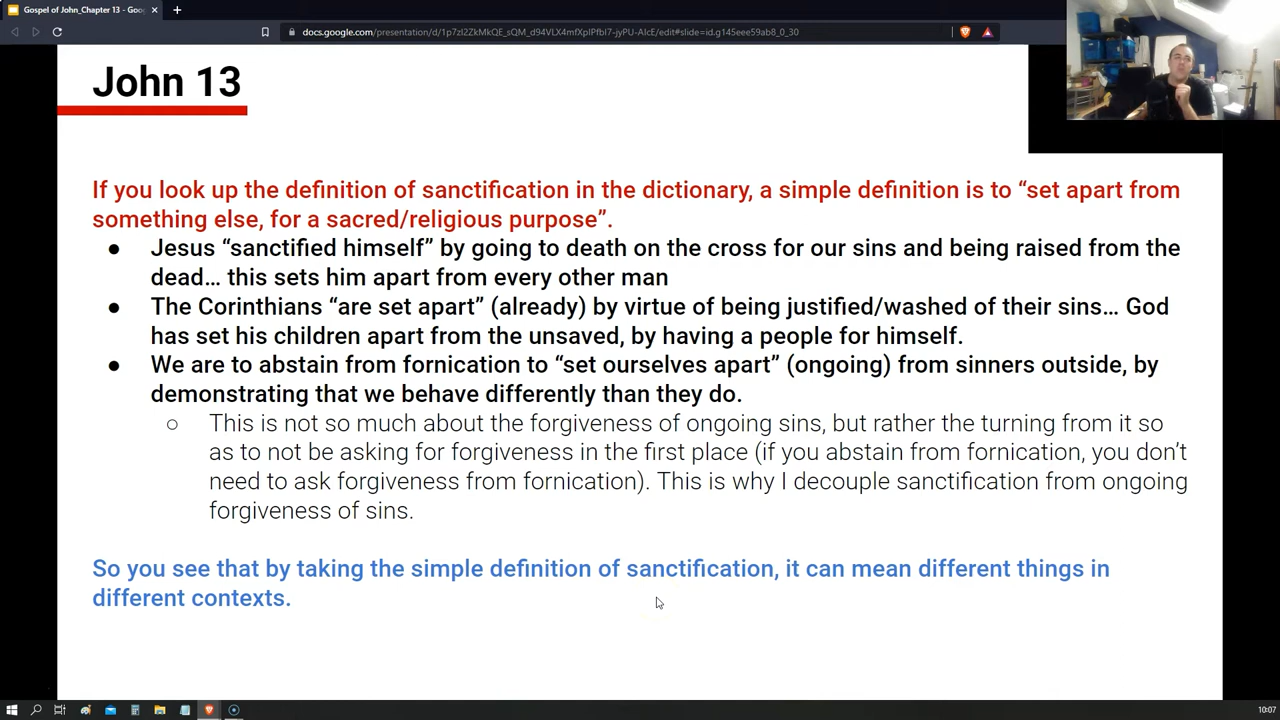 Gospel of John_Chapter 13 - Goo
docs.google.com/presentation/d/1p7zl2ZkMkQE_sQM_d94VLX4mfXpIPfbI7-jyPU-AIcE/edit#slide=id.g145eee59ab8_0_30
John 13
If you look up the definition of sanctification in the dictionary, a simple definition is to “set apart from
something else, for a sacred/religious purpose”.
● Jesus “sanctified himself” by going to death on the cross for our sins and being raised from the
dead… this sets him apart from every other man
● The Corinthians “are set apart” (already) by virtue of being justified/washed of their sins… God
has set his children apart from the unsaved, by having a people for himself.
● We are to abstain from fornication to “set ourselves apart” (ongoing) from sinners outside, by
demonstrating that we behave differently than they do.
○ This is not so much about the forgiveness of ongoing sins, but rather the turning from it so
as to not be asking for forgiveness in the first place (if you abstain from fornication, you don’t
need to ask forgiveness from fornication). This is why I decouple sanctification from ongoing
forgiveness of sins.
So you see that by taking the simple definition of sanctification, it can mean different things in
different contexts.
10:07